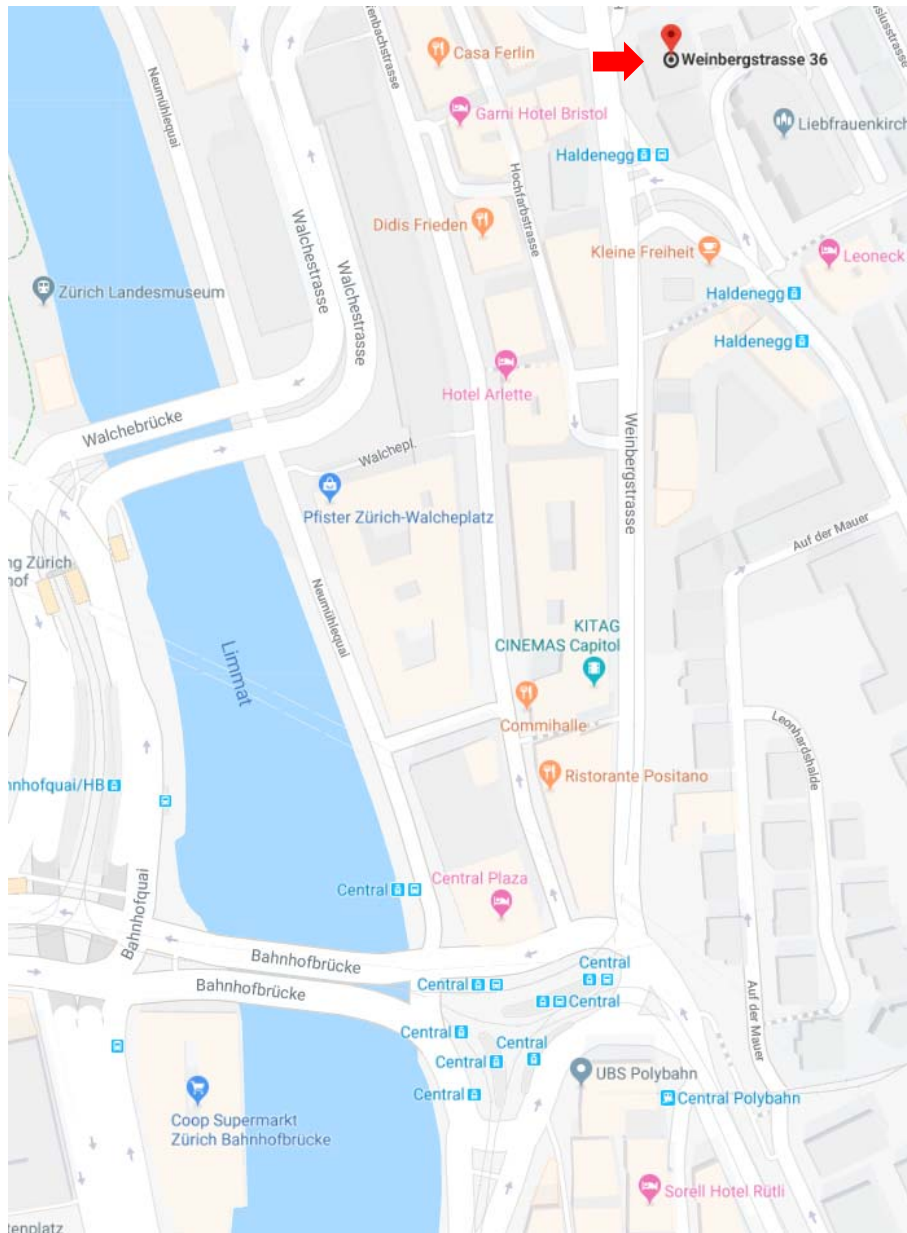 Casa Ferlin
Weinbergstrasse 36
Neumühlequai
Garni Hotel Bristol
Liebfrauenkirch
Haldenegg
Hochfarbstrasse
Didis Frieden
Walchestrasse
Walchestrasse
Kleine Freiheit
Leoneck
Zürich Landesmuseum
Haldenegg
Haldenegg
Hotel Arlette
Walchebrücke
Weinbergstrasse
Walchepl.
Pfister Zürich-Walcheplatz
Auf der Mauer
ng Zürich
hof
Neumühlequai
KITAG
CINEMAS Capitol
Limmat
Commihalle
Leonhardshalde
Ristorante Positano
nnhofquai/HB
Central
Central Plaza
Bahnhofquai
Bahnhofbrücke
Central
Central
Bahnhofbrücke
Central
Auf der Mauer
Central
Central
Central
Central
UBS Polybahn
Central Polybahn
Coop Supermarkt
Zürich Bahnhofbrücke
Sorell Hotel Rütli
tenplatz